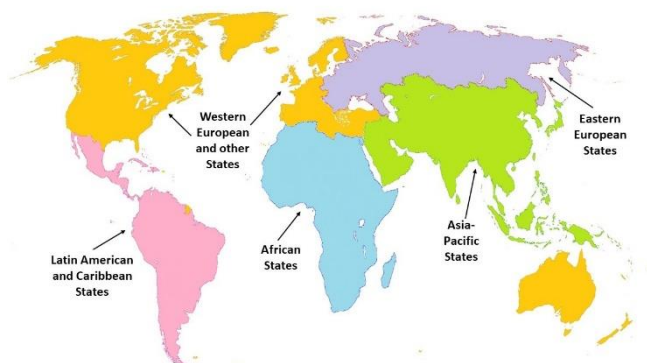 Western
European
and other
States
Eastern
European
States
Asia-
Pacific
States
African
States
Latin American
and Caribbean
States